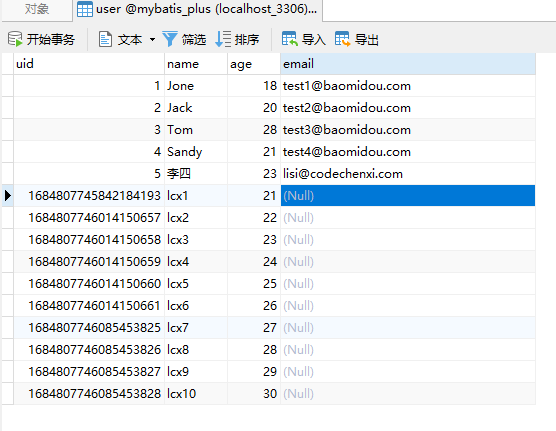 对象 user @mybatis_plus (localhost_3306)...
开始事务 文本 筛选 排序 导入 导出
uid name age email
1 Jone 18 test1@baomidou.com
2 Jack 20 test2@baomidou.com
3 Tom 28 test3@baomidou.com
4 Sandy 21 test4@baomidou.com
5 李四 23 lisi@codechenxi.com
1684807745842184193 lcx1 21 (Null)
1684807746014150657 lcx2 22 (Null)
1684807746014150658 lcx3 23 (Null)
1684807746014150659 lcx4 24 (Null)
1684807746014150660 lcx5 25 (Null)
1684807746014150661 lcx6 26 (Null)
1684807746085453825 lcx7 27 (Null)
1684807746085453826 lcx8 28 (Null)
1684807746085453827 lcx9 29 (Null)
1684807746085453828 lcx10 30 (Null)